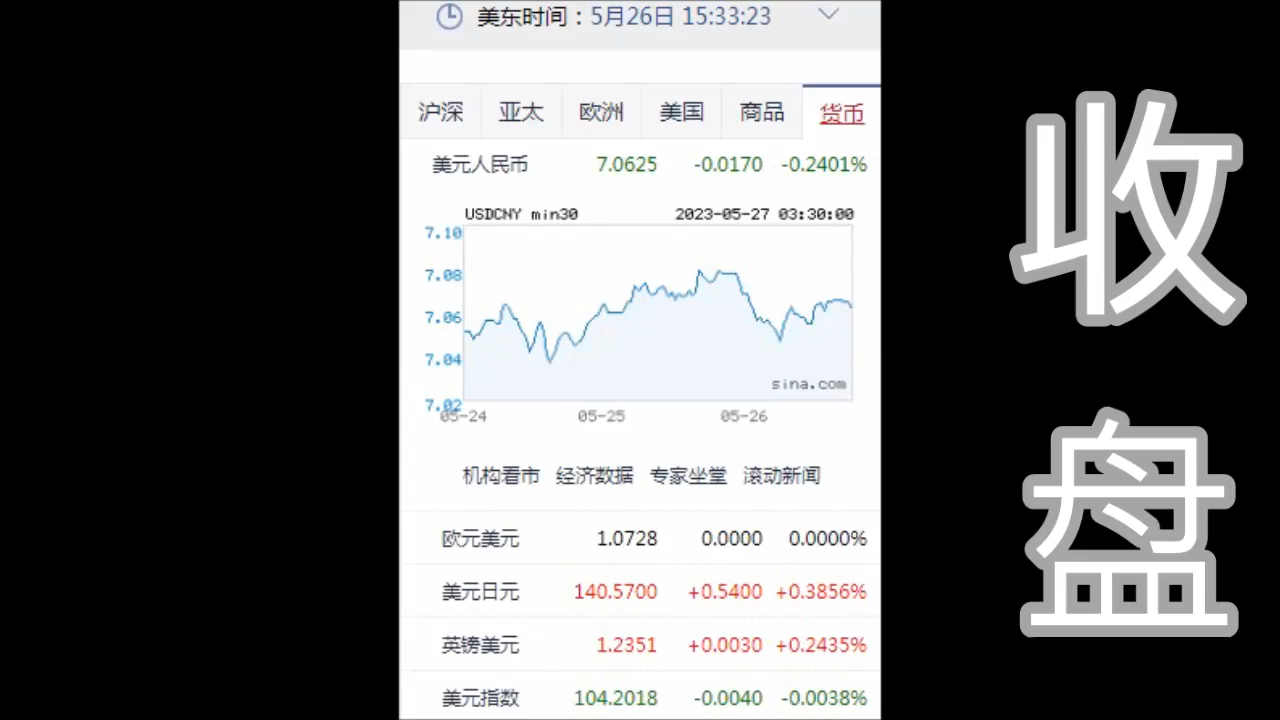 美东时间：5月26日 15:33:23
沪深 亚太 欧洲 美国 商品 货币
美元人民币 7.0625 -0.0170 -0.2401%
USDCNY min30 2023-05-27 03:30:00
7.10
7.08
7.06
7.04
7.02
sina.com
05-24 05-25 05-26
机构看市 经济数据 专家坐堂 滚动新闻
欧元美元 1.0728 0.0000 0.0000%
美元日元 140.5700 +0.5400 +0.3856%
英镑美元 1.2351 +0.0030 +0.2435%
美元指数 104.2018 -0.0040 -0.0038%
收盘